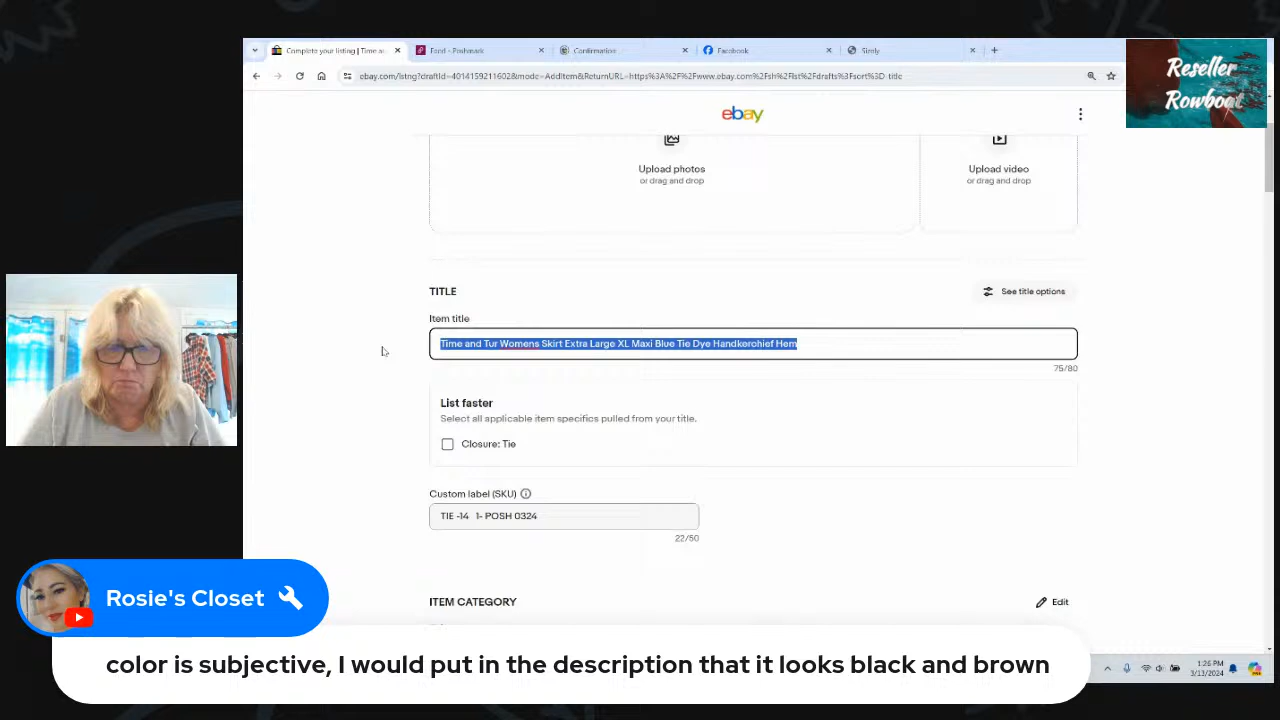 Complete your listing | Time a
Feed - Poshmark
Confirmation
Facebook
Sizely
ebay.com/lstng?draftId=4014159211602&mode=AddItem&ReturnURL=https%3A%2F%2Fwww.ebay.com%2Fsh%2Flst%2Fdrafts%3Fsort%3D-title
Reseller
Rowboat
ebay
Upload photos
or drag and drop
Upload video
or drag and drop
TITLE
See title options
Item title
Time and Tur Womens Skirt Extra Large XL Maxi Blue Tie Dye Handkerchief Hem
75/80
List faster
Select all applicable item specifics pulled from your title.
Closure: Tie
Custom label (SKU)
TIE -14 1- POSH 0324
22/50
ITEM CATEGORY
Edit
Rosie's Closet
color is subjective, I would put in the description that it looks black and brown
1:26 PM
3/13/2024